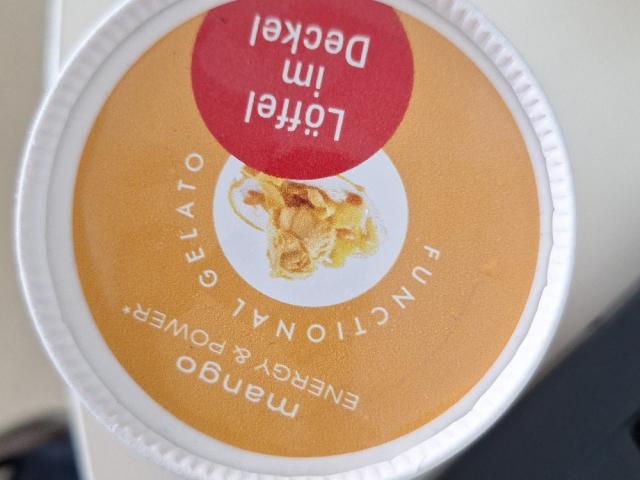 mango
ENERGY & POWER*
FUNCTIONAL GELATO
Löffel
im
Deckel